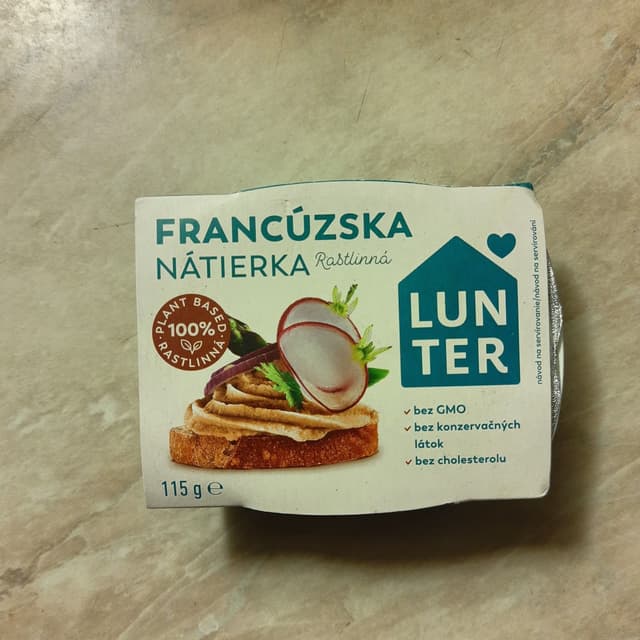 FRANCÚZSKA
NÁTIERKA Rastlinná
PLANT BASED
100%
RASTLINNÁ
LUN
TER
bez GMO
bez konzervačných
látok
bez cholesterolu
115 g ℮
návod na servírovanie/návod na servírování